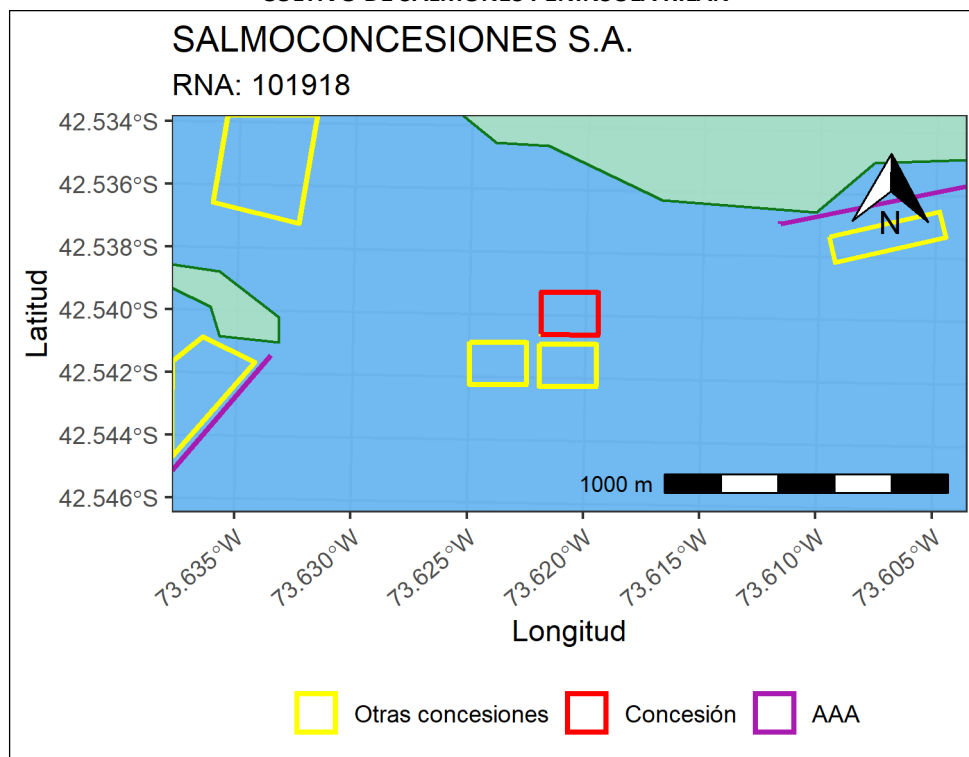 SALMOCONCESIONES S.A.
RNA: 101918
42.534°S
42.536°S
42.538°S
42.540°S
42.542°S
42.544°S
42.546°S
Latitud
N
1000 m
73.635°W
73.630°W
73.625°W
73.620°W
73.615°W
73.610°W
73.605°W
Longitud
Otras concesiones
Concesión
AAA